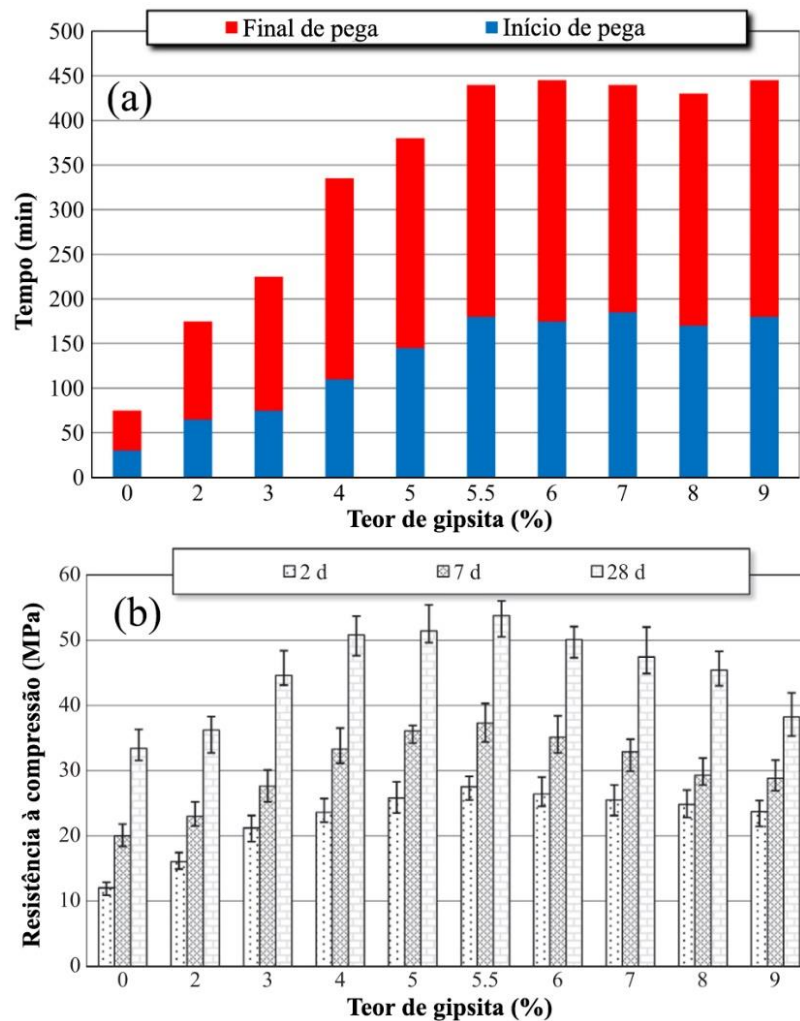 Final de pega Início de pega
(a)
Tempo (min)
500
450
400
350
300
250
200
150
100
50
0
0 2 3 4 5 5.5 6 7 8 9
Teor de gipsita (%)
2 d 7 d 28 d
(b)
Resistência à compressão (MPa)
60
50
40
30
20
10
0
0 2 3 4 5 5.5 6 7 8 9
Teor de gipsita (%)